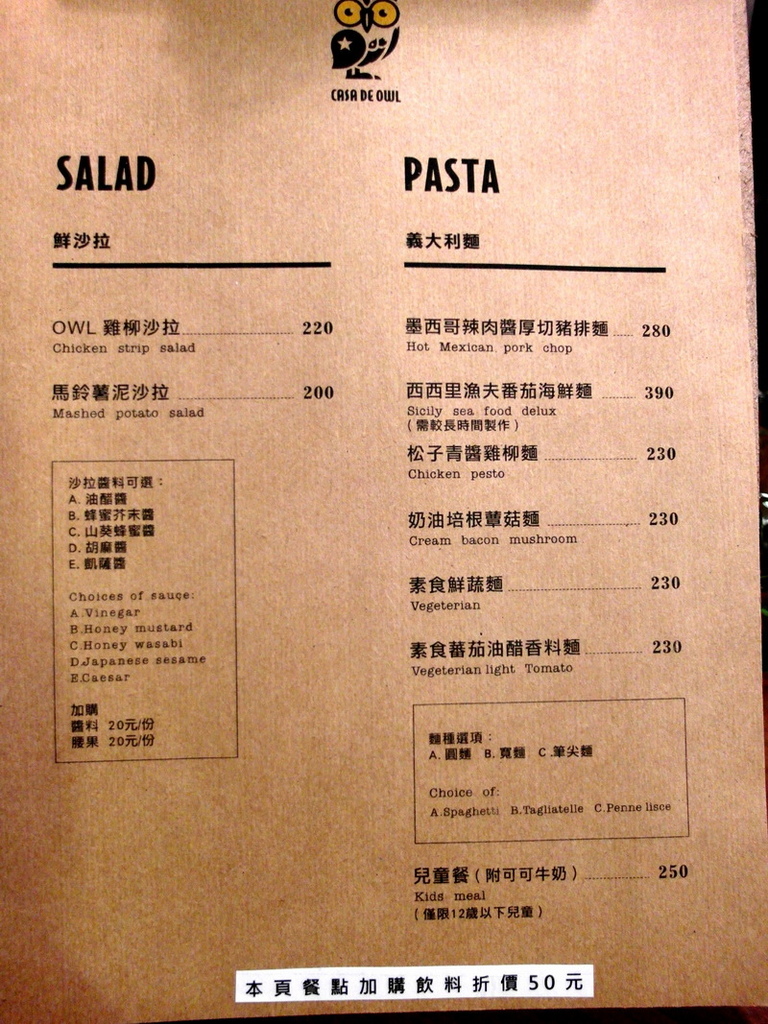 CASA DE OWL
SALAD
鮮沙拉
OWL 雞柳沙拉 220
Chicken strip salad
馬鈴薯泥沙拉 200
Mashed potato salad
沙拉醬料可選：
A. 油醋醬
B. 蜂蜜芥末醬
C. 山葵蜂蜜醬
D. 胡麻醬
E. 凱薩醬
Choices of sauce:
A.Vinegar
B.Honey mustard
C.Honey wasabi
D.Japanese sesame
E.Caesar
加購
醬料 20元/份
腰果 20元/份
PASTA
義大利麵
墨西哥辣肉醬厚切豬排麵 280
Hot Mexican pork chop
西西里漁夫番茄海鮮麵 390
Sicily sea food delux
（需較長時間製作）
松子青醬雞柳麵 230
Chicken pesto
奶油培根蕈菇麵 230
Cream bacon mushroom
素食鮮蔬麵 230
Vegeterian
素食蕃茄油醋香料麵 230
Vegeterian light Tomato
麵種選項：
A. 圓麵 B. 寬麵 C.筆尖麵
Choice of:
A.Spaghetti B.Tagliatelle C.Penne lisce
兒童餐（附可可牛奶） 250
Kids meal
（僅限12歲以下兒童）
本頁餐點加購飲料折價50元